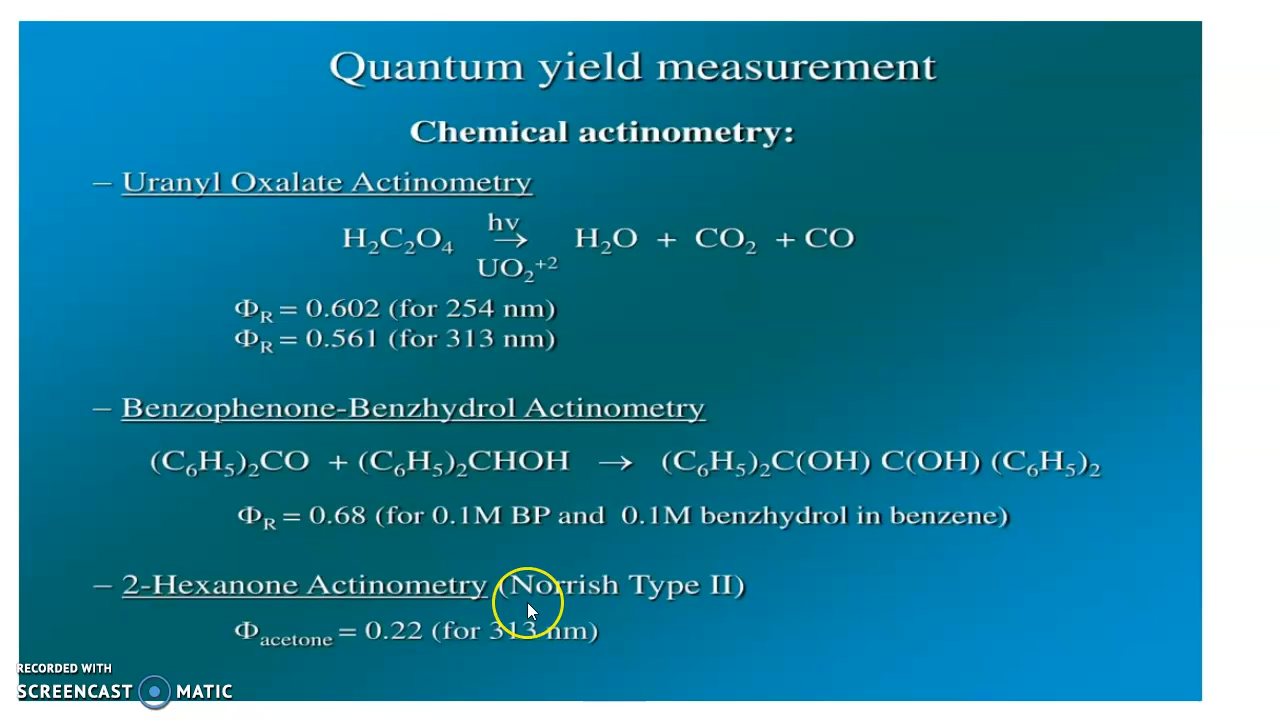 Quantum yield measurement
Chemical actinometry:
– Uranyl Oxalate Actinometry
H₂C₂O₄ hν → UO₂⁺² H₂O + CO₂ + CO
Φ_R = 0.602 (for 254 nm)
Φ_R = 0.561 (for 313 nm)
– Benzophenone-Benzhydrol Actinometry
(C₆H₅)₂CO + (C₆H₅)₂CHOH → (C₆H₅)₂C(OH) C(OH) (C₆H₅)₂
Φ_R = 0.68 (for 0.1M BP and 0.1M benzhydrol in benzene)
– 2-Hexanone Actinometry (Norrish Type II)
Φ_acetone = 0.22 (for 313 nm)
RECORDED WITH
SCREENCAST MATIC